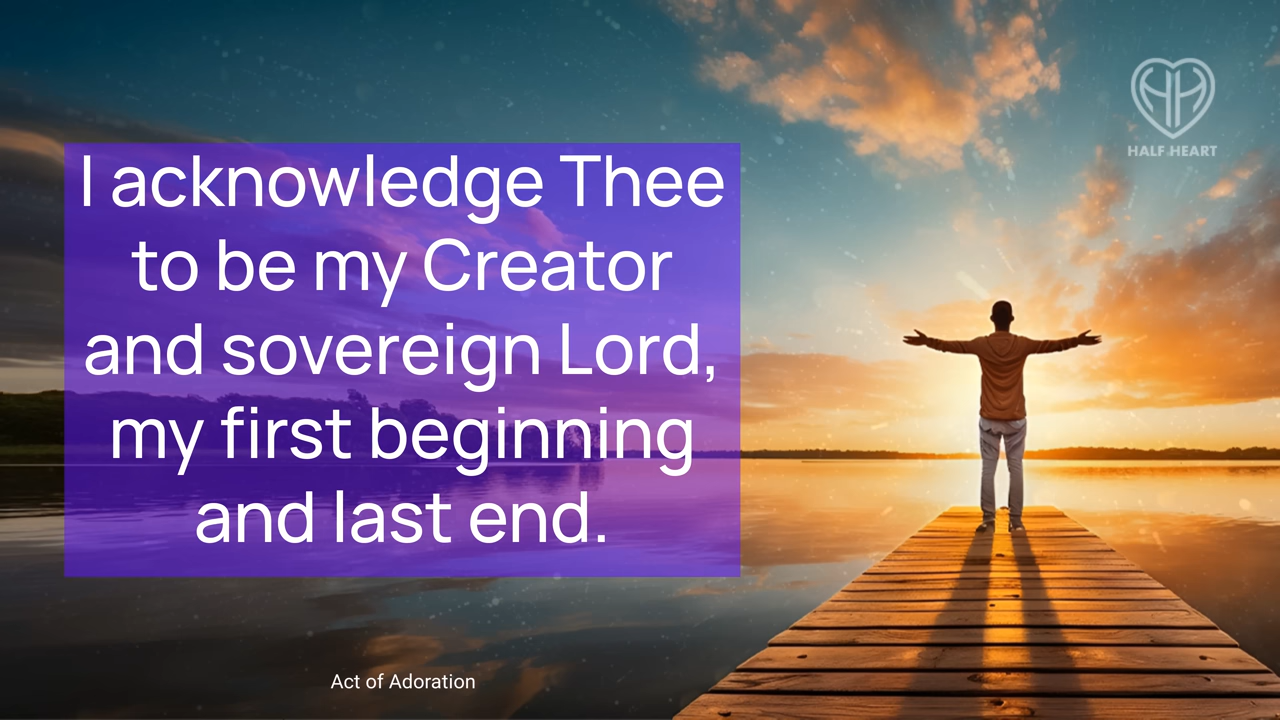 I acknowledge Thee
to be my Creator
and sovereign Lord,
my first beginning
and last end.
Act of Adoration
HALF HEART